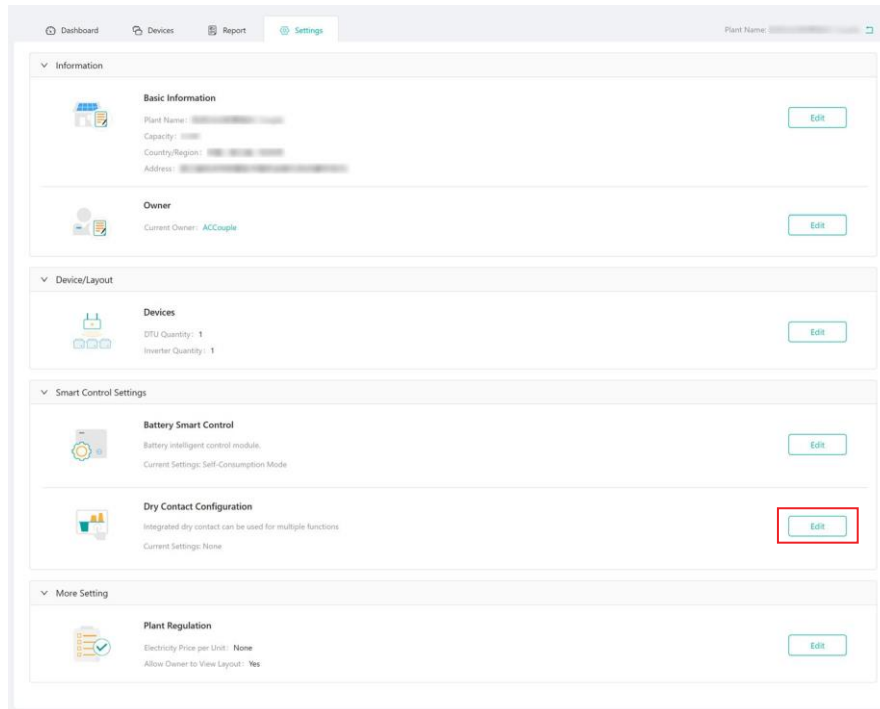 Dashboard Devices Report Settings Plant Name:
Information
Basic Information
Plant Name:
Capacity:
Country/Region:
Address:
Edit
Owner
Current Owner: ACCouple
Edit
Device/Layout
Devices
DTU Quantity: 1
Inverter Quantity: 1
Edit
Smart Control Settings
Battery Smart Control
Battery intelligent control module.
Current Settings: Self-Consumption Mode
Edit
Dry Contact Configuration
Integrated dry contact can be used for multiple functions
Current Settings: None
Edit
More Setting
Plant Regulation
Electricity Price per Unit: None
Allow Owner to View Layout: Yes
Edit